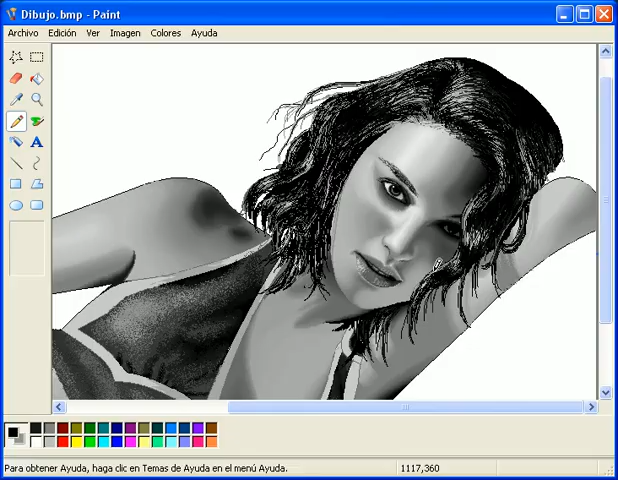 Dibujo.bmp - Paint
Archivo Edición Ver Imagen Colores Ayuda
A
Para obtener Ayuda, haga clic en Temas de Ayuda en el menú Ayuda. 1117,360